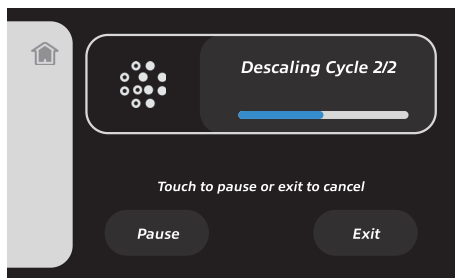 Descaling Cycle 2/2
Touch to pause or exit to cancel
Pause
Exit